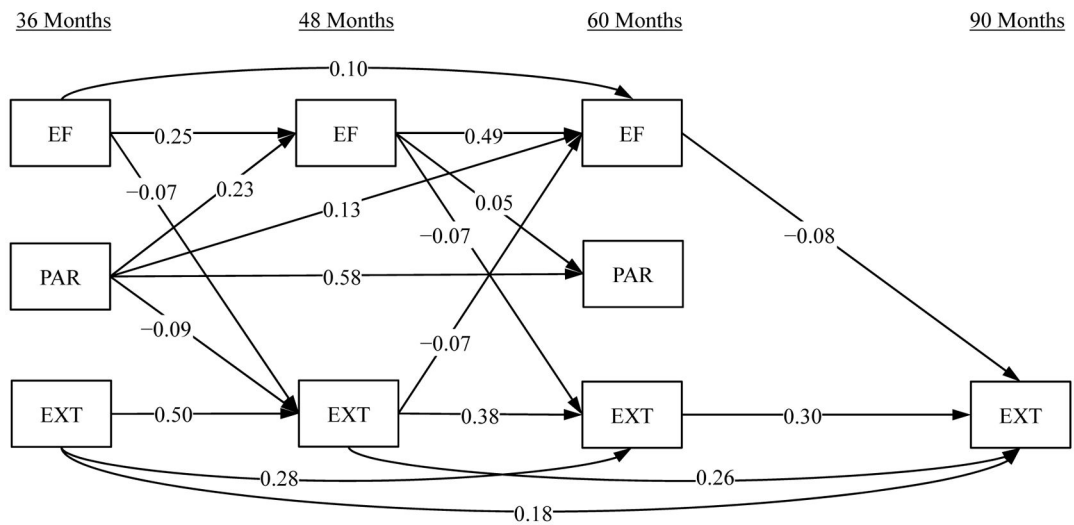 36 Months 48 Months 60 Months 90 Months
0.10
EF 0.25 EF 0.49 EF
−0.07 0.23 0.13 0.05 −0.07 −0.08
PAR 0.58 PAR
−0.09 −0.07
EXT 0.50 EXT 0.38 EXT 0.30 EXT
0.28 0.26
0.18